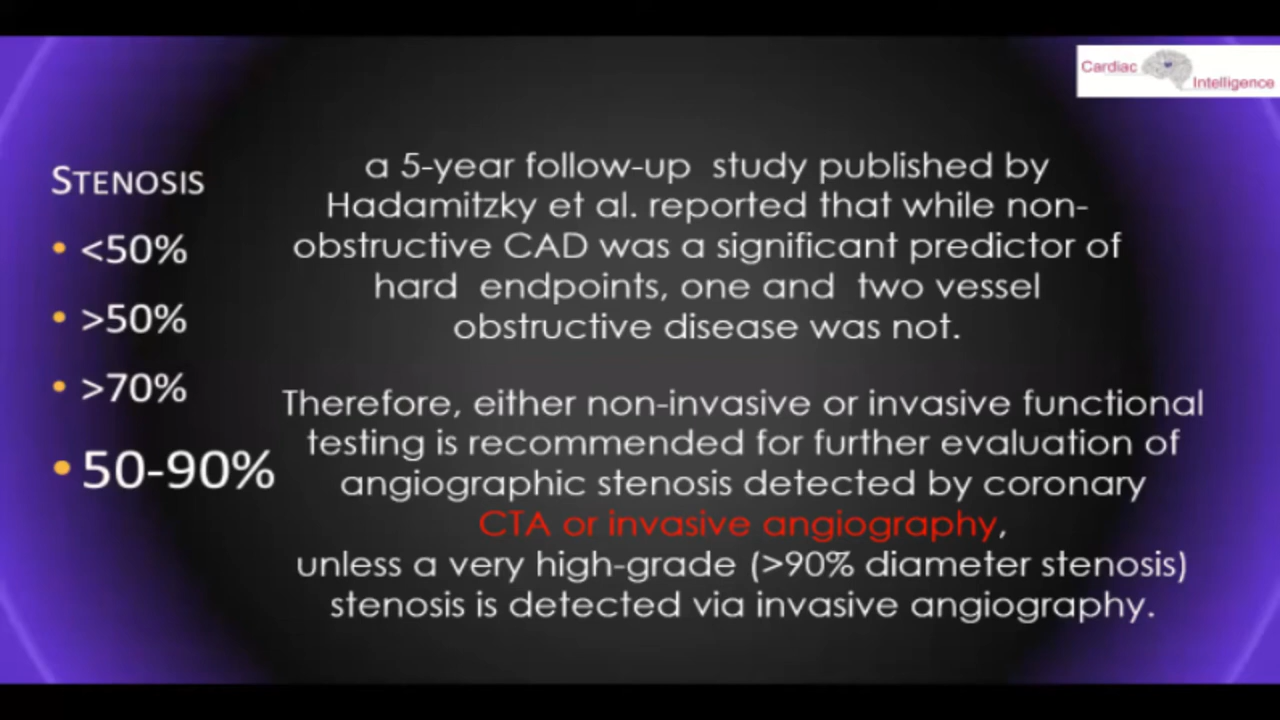 Cardiac
Intelligence
STENOSIS
• <50%
• >50%
• >70%
• 50-90%
a 5-year follow-up study published by
Hadamitzky et al. reported that while non-
obstructive CAD was a significant predictor of
hard endpoints, one and two vessel
obstructive disease was not.
Therefore, either non-invasive or invasive functional
testing is recommended for further evaluation of
angiographic stenosis detected by coronary
CTA or invasive angiography,
unless a very high-grade (>90% diameter stenosis)
stenosis is detected via invasive angiography.